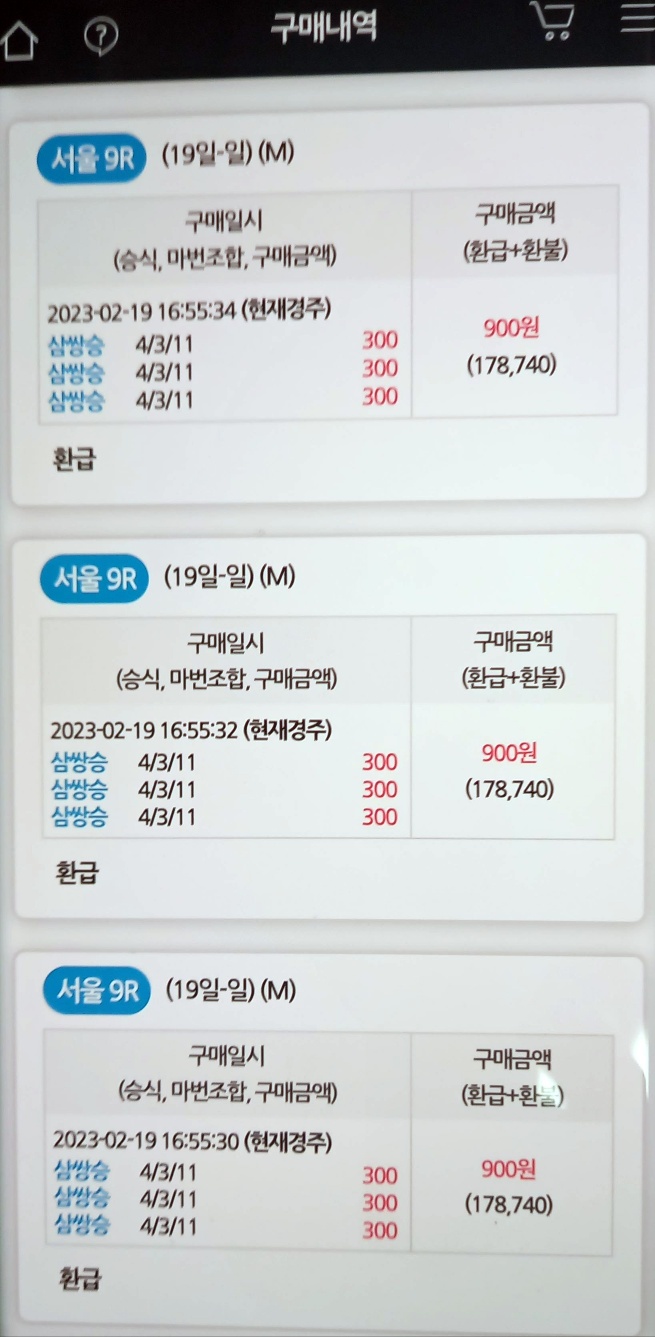 구매내역
서울 9R (19일-일) (M)
구매일시 구매금액
(승식, 마번조합, 구매금액) (환급+환불)
2023-02-19 16:55:34 (현재경주)
900원
삼쌍승 4/3/11 300
(178,740)
삼쌍승 4/3/11 300
삼쌍승 4/3/11 300
환급
서울 9R (19일-일) (M)
구매일시 구매금액
(승식, 마번조합, 구매금액) (환급+환불)
2023-02-19 16:55:32 (현재경주)
900원
삼쌍승 4/3/11 300
(178,740)
삼쌍승 4/3/11 300
삼쌍승 4/3/11 300
환급
서울 9R (19일-일) (M)
구매일시 구매금액
(승식, 마번조합, 구매금액) (환급+환불)
2023-02-19 16:55:30 (현재경주)
900원
삼쌍승 4/3/11 300
(178,740)
삼쌍승 4/3/11 300
삼쌍승 4/3/11 300
환급